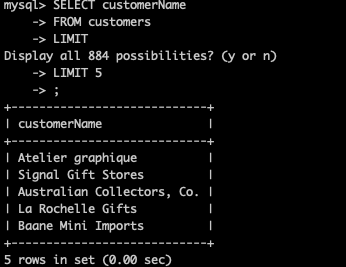 mysql> SELECT customerName
    -> FROM customers
    -> LIMIT
Display all 884 possibilities? (y or n)
    -> LIMIT 5
    -> ;
+---------------------------+
| customerName              |
+---------------------------+
| Atelier graphique         |
| Signal Gift Stores        |
| Australian Collectors, Co. |
| La Rochelle Gifts         |
| Baane Mini Imports        |
+---------------------------+
5 rows in set (0.00 sec)